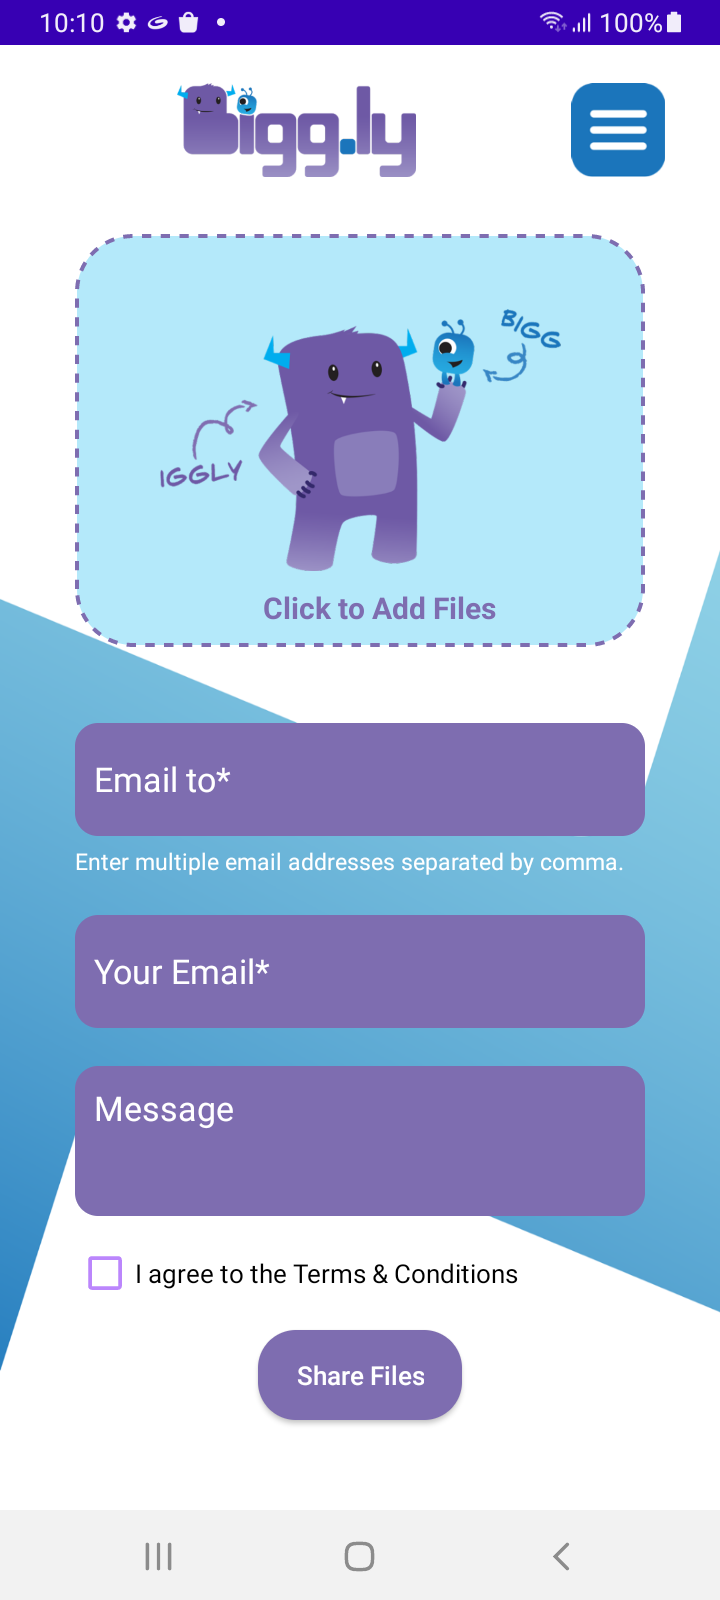 10:10
100%
Bigg.ly
BIGG
IGGLY
Click to Add Files
Email to*
Enter multiple email addresses separated by comma.
Your Email*
Message
I agree to the Terms & Conditions
Share Files